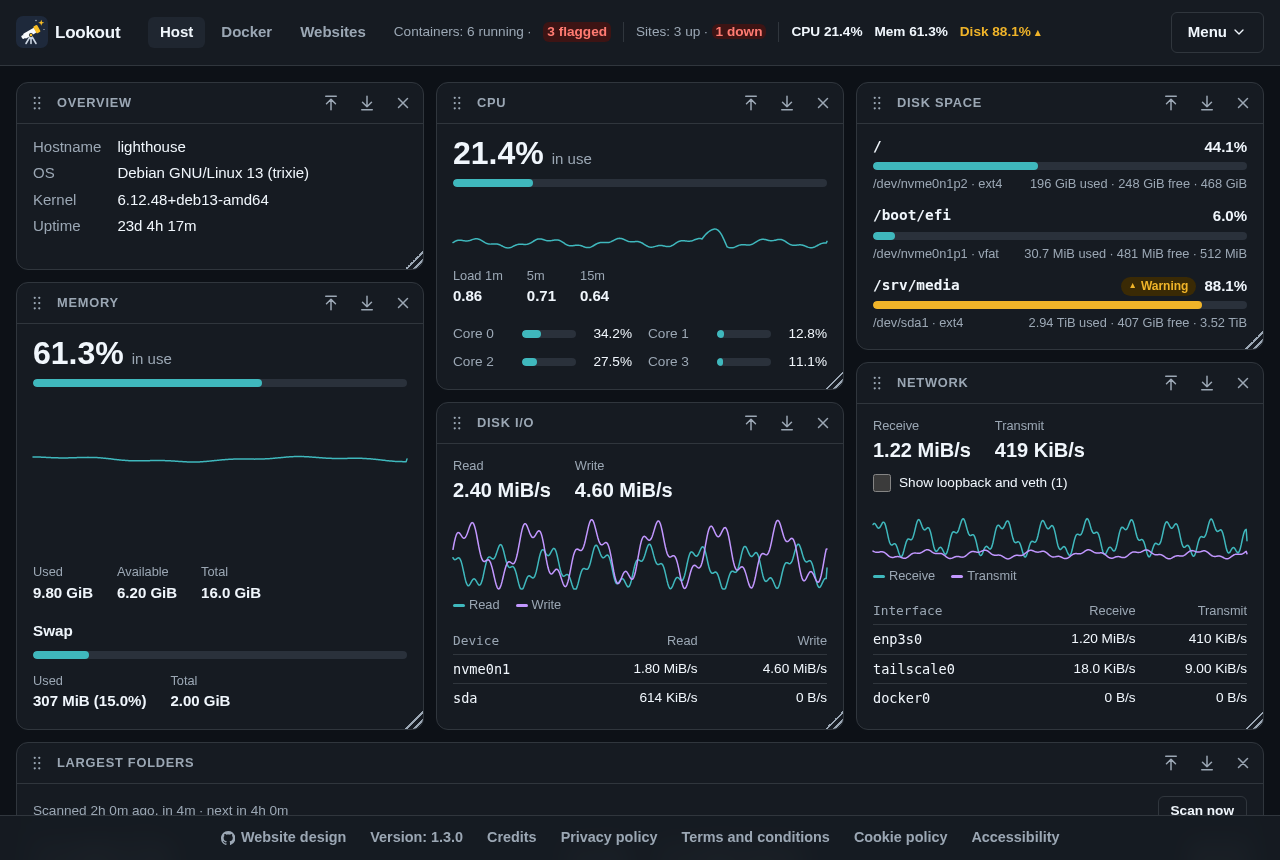 Lookout Host Docker Websites Containers: 6 running · 3 flagged Sites: 3 up · 1 down CPU 21.4% Mem 61.3% Disk 88.1% ▲ Menu
OVERVIEW
Hostname lighthouse
OS Debian GNU/Linux 13 (trixie)
Kernel 6.12.48+deb13-amd64
Uptime 23d 4h 17m
MEMORY
61.3% in use
Used Available Total
9.80 GiB 6.20 GiB 16.0 GiB
Swap
Used Total
307 MiB (15.0%) 2.00 GiB
CPU
21.4% in use
Load 1m 5m 15m
0.86 0.71 0.64
Core 0 34.2% Core 1 12.8%
Core 2 27.5% Core 3 11.1%
DISK I/O
Read Write
2.40 MiB/s 4.60 MiB/s
Read Write
Device Read Write
nvme0n1 1.80 MiB/s 4.60 MiB/s
sda 614 KiB/s 0 B/s
DISK SPACE
/ 44.1%
/dev/nvme0n1p2 · ext4 196 GiB used · 248 GiB free · 468 GiB
/boot/efi 6.0%
/dev/nvme0n1p1 · vfat 30.7 MiB used · 481 MiB free · 512 MiB
/srv/media ▲ Warning 88.1%
/dev/sda1 · ext4 2.94 TiB used · 407 GiB free · 3.52 TiB
NETWORK
Receive Transmit
1.22 MiB/s 419 KiB/s
Show loopback and veth (1)
Receive Transmit
Interface Receive Transmit
enp3s0 1.20 MiB/s 410 KiB/s
tailscale0 18.0 KiB/s 9.00 KiB/s
docker0 0 B/s 0 B/s
LARGEST FOLDERS
Scanned 2h 0m ago, in 4m · next in 4h 0m Scan now
Website design Version: 1.3.0 Credits Privacy policy Terms and conditions Cookie policy Accessibility